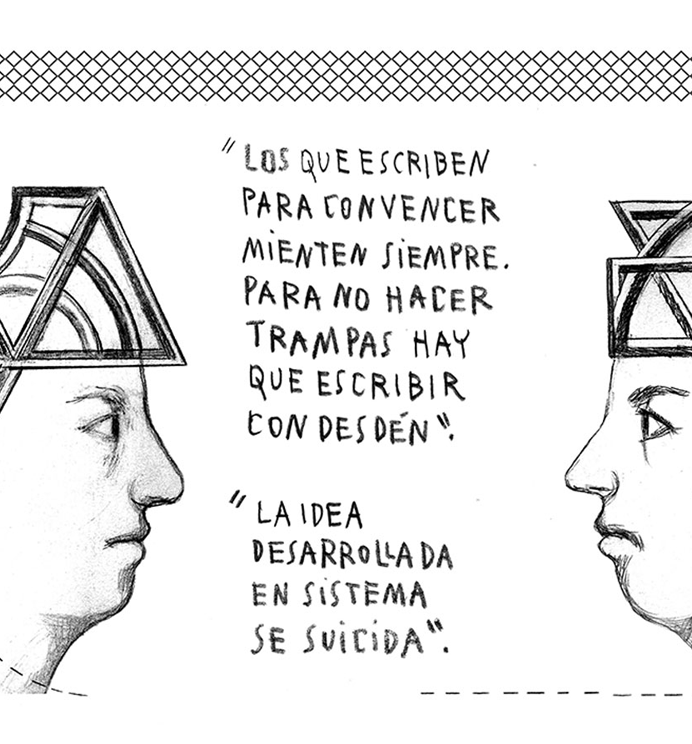 "LOS QUE ESCRIBEN
PARA CONVENCER
MIENTEN SIEMPRE.
PARA NO HACER
TRAMPAS HAY
QUE ESCRIBIR
CON DESDÉN".
"LA IDEA
DESARROLLADA
EN SISTEMA
SE SUICIDA".